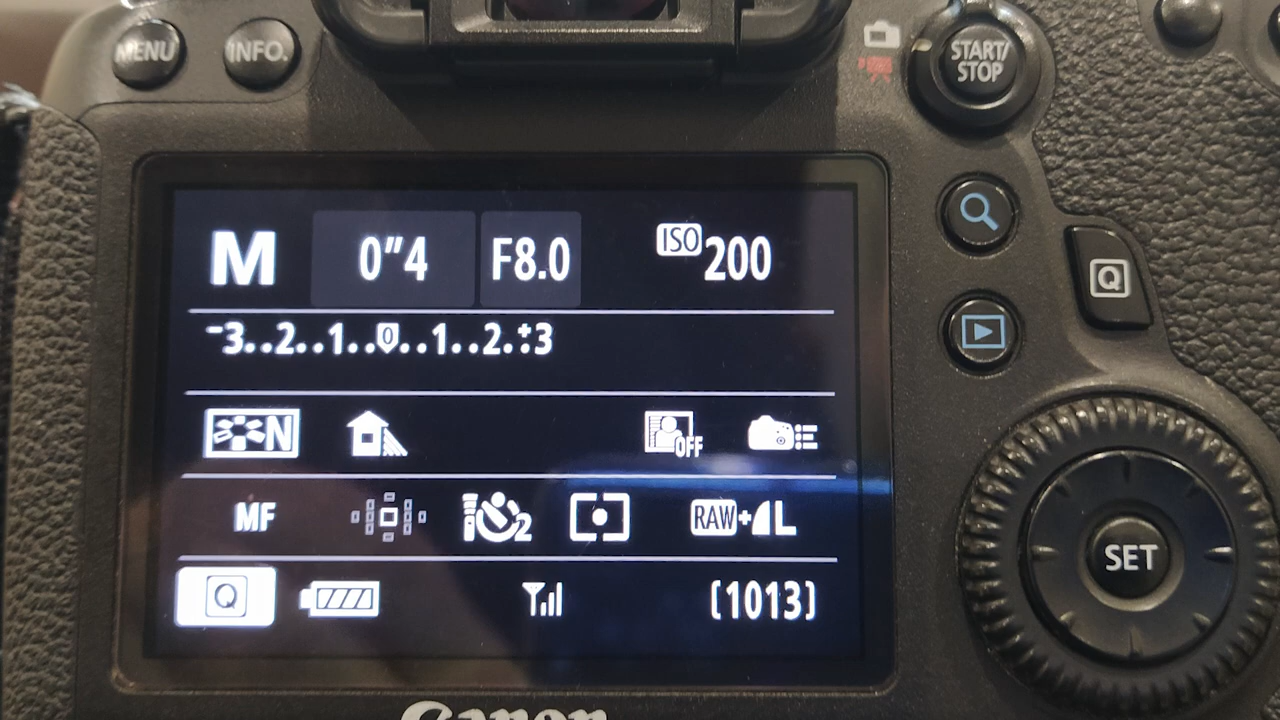 MENU INFO. START/
STOP
M 0"4 F8.0 ISO 200
-3..2..1..0..1..2.:+3
N OFF
MF 2 RAW+L
Q [1013]
Q
SET
Canon